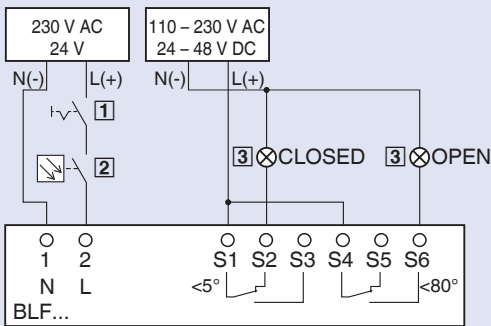 230 V AC
24 V
110 – 230 V AC
24 – 48 V DC
N(-) L(+) N(-) L(+)
1
2
3 CLOSED 3 OPEN
1 2 S1 S2 S3 S4 S5 S6
N L <5° <80°
BLF...